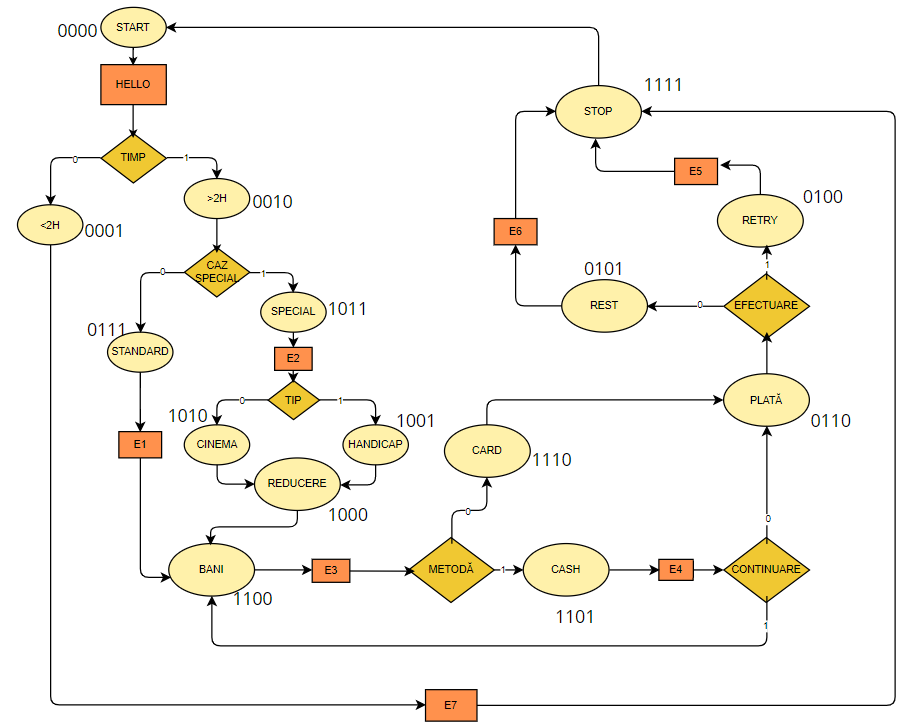 START
0000
HELLO
TIMP
0
1
>2H
0010
<2H
0001
CAZ
SPECIAL
0
1
SPECIAL
1011
0111
STANDARD
E2
TIP
0
1
1010
1001
CINEMA
HANDICAP
E1
REDUCERE
1000
BANI
1100
E3
METODĂ
0
1
CARD
1110
CASH
1101
E4
CONTINUARE
0
1
PLATĂ
0110
EFECTUARE
0
1
REST
0101
RETRY
0100
E5
E6
STOP
1111
E7